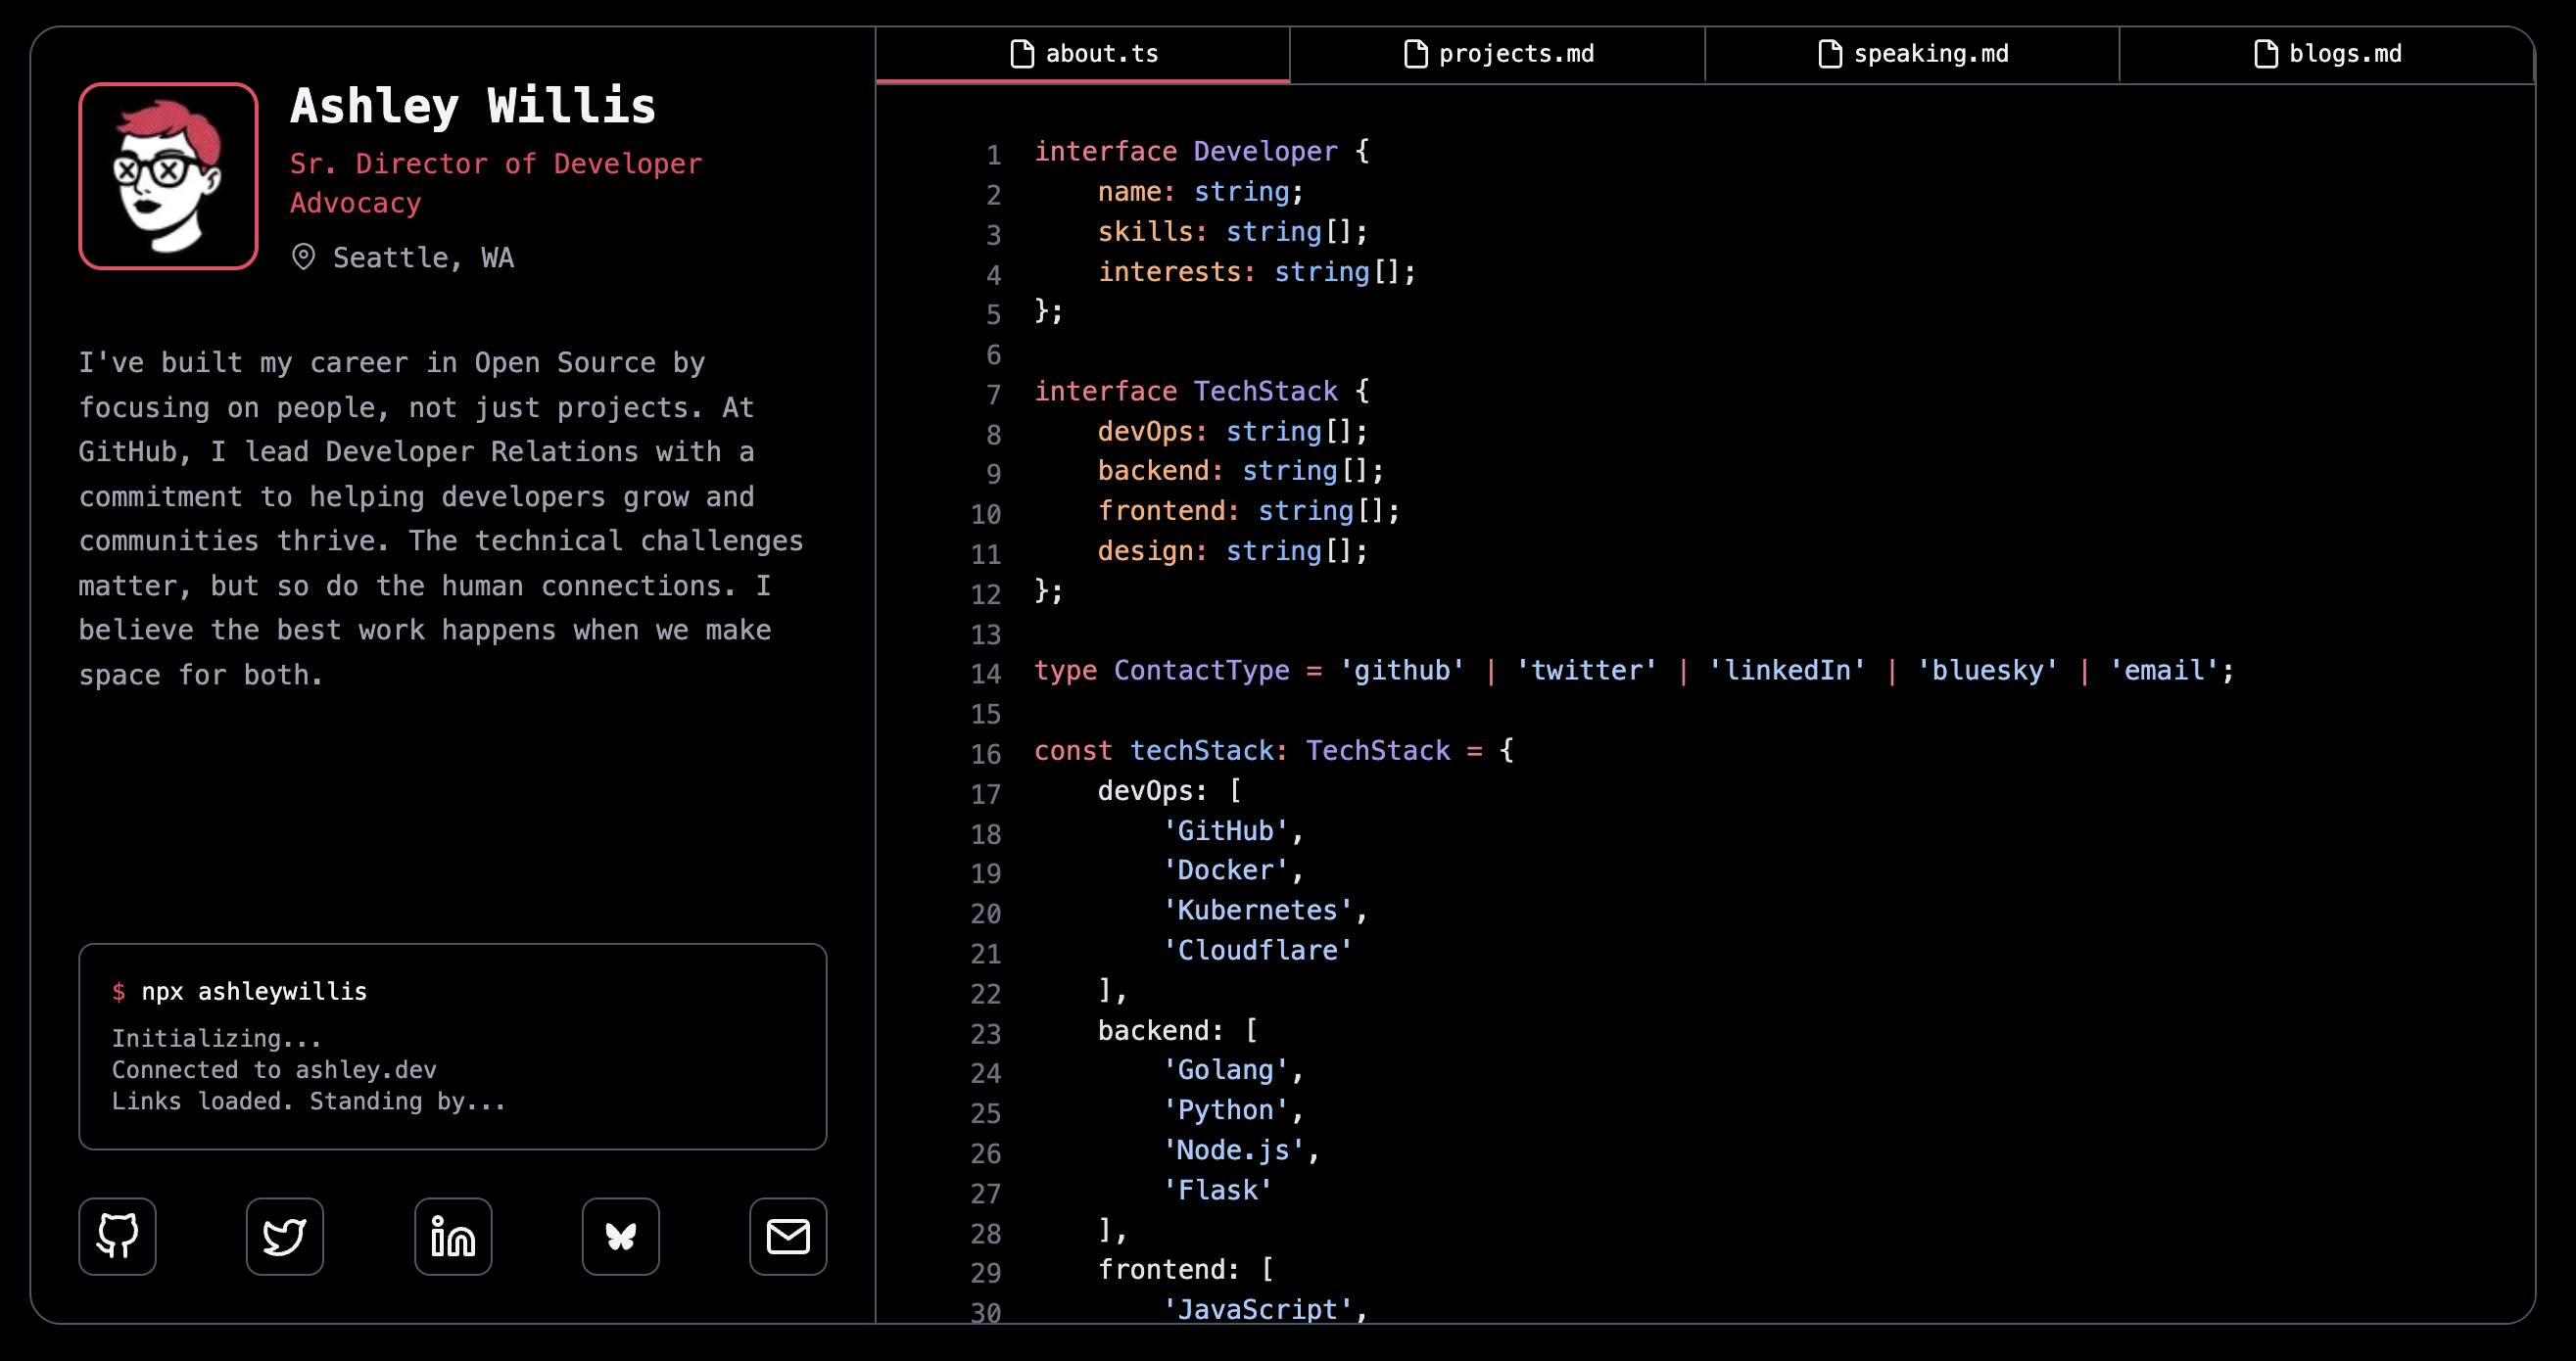 Ashley Willis
Sr. Director of Developer
Advocacy
Seattle, WA
I've built my career in Open Source by
focusing on people, not just projects. At
GitHub, I lead Developer Relations with a
commitment to helping developers grow and
communities thrive. The technical challenges
matter, but so do the human connections. I
believe the best work happens when we make
space for both.
$ npx ashleywillis
Initializing...
Connected to ashley.dev
Links loaded. Standing by...
about.ts
projects.md
speaking.md
blogs.md
1 interface Developer {
2     name: string;
3     skills: string[];
4     interests: string[];
5 };
6
7 interface TechStack {
8     devOps: string[];
9     backend: string[];
10     frontend: string[];
11     design: string[];
12 };
13
14 type ContactType = 'github' | 'twitter' | 'linkedIn' | 'bluesky' | 'email';
15
16 const techStack: TechStack = {
17     devOps: [
18         'GitHub',
19         'Docker',
20         'Kubernetes',
21         'Cloudflare'
22     ],
23     backend: [
24         'Golang',
25         'Python',
26         'Node.js',
27         'Flask'
28     ],
29     frontend: [
30         'JavaScript',